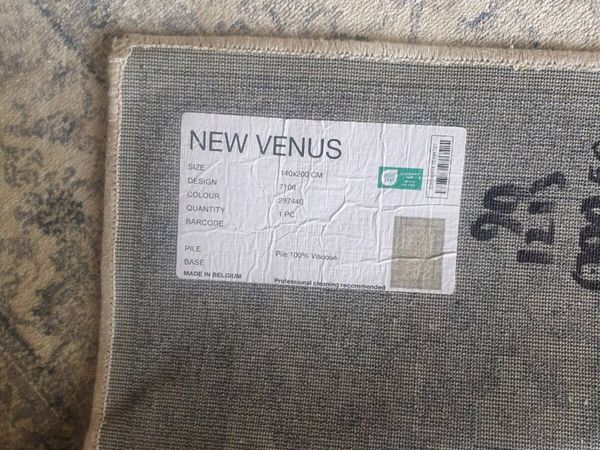 NEW VENUS
SIZE 140x200 CM
DESIGN 7108
COLOUR 297440
QUANTITY 1 PC
BARCODE
PILE Pile 100% Viscose
BASE
MADE IN BELGIUM Professional cleaning recommended